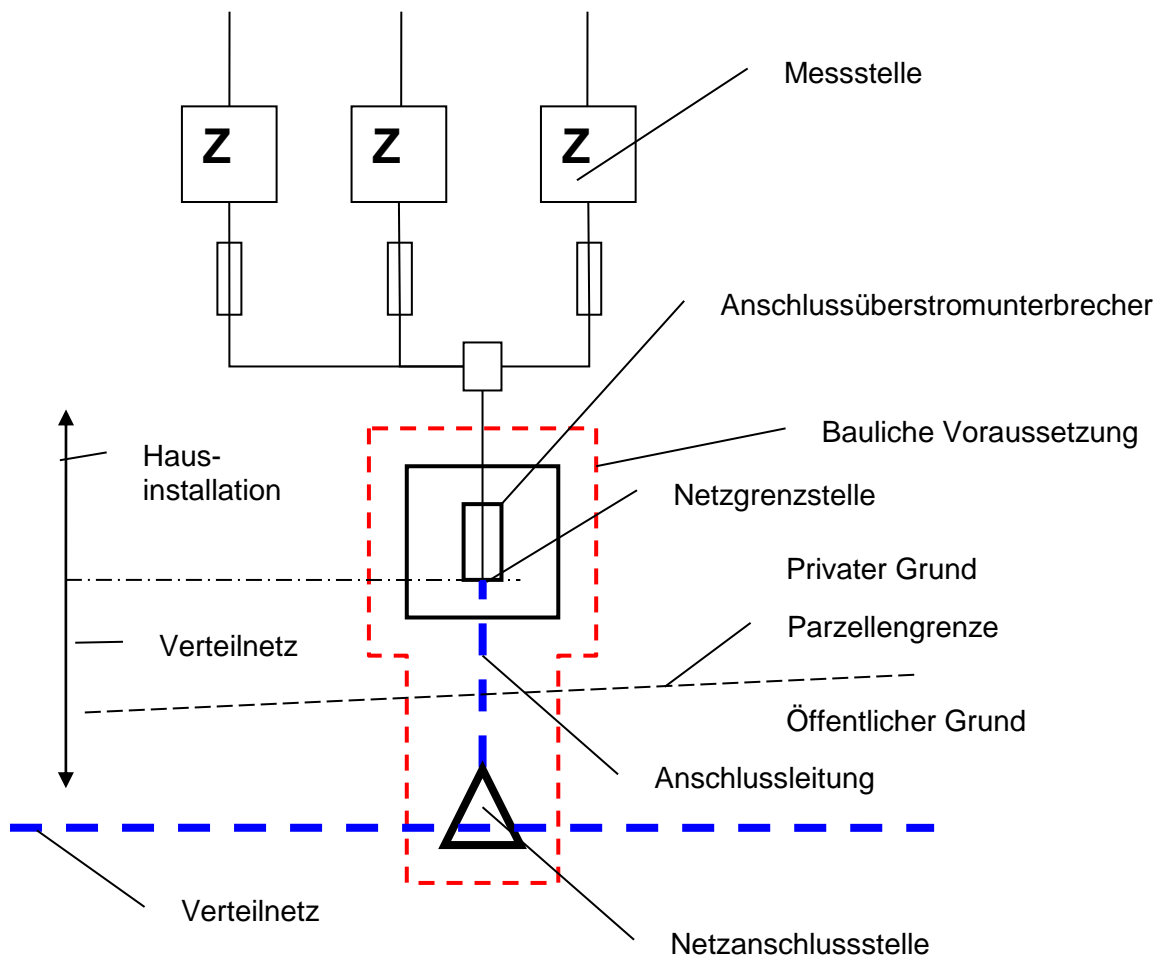 Messstelle
Z Z Z
Anschlussüberstromunterbrecher
Bauliche Voraussetzung
Haus-
installation
Netzgrenzstelle
Privater Grund
Parzellengrenze
Verteilnetz
Öffentlicher Grund
Anschlussleitung
Verteilnetz
Netzanschlussstelle